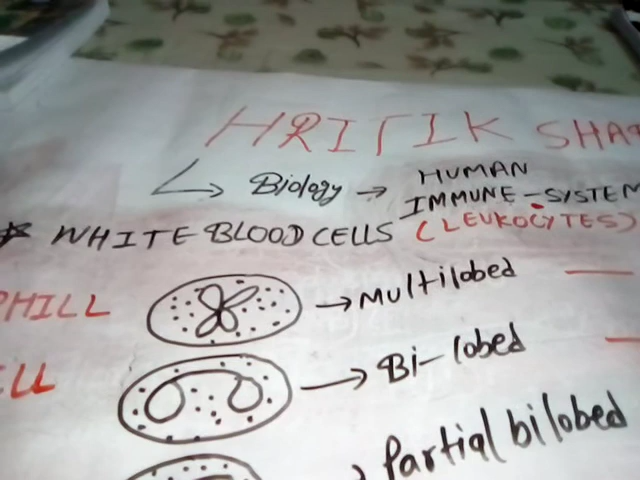 HRITIK SHA
Biology → HUMAN
IMMUNE-SYSTEM
* WHITE BLOOD CELLS (LEUKOCYTES)
PHILL → Multilobed
LL → Bi-lobed
Partial bilobed